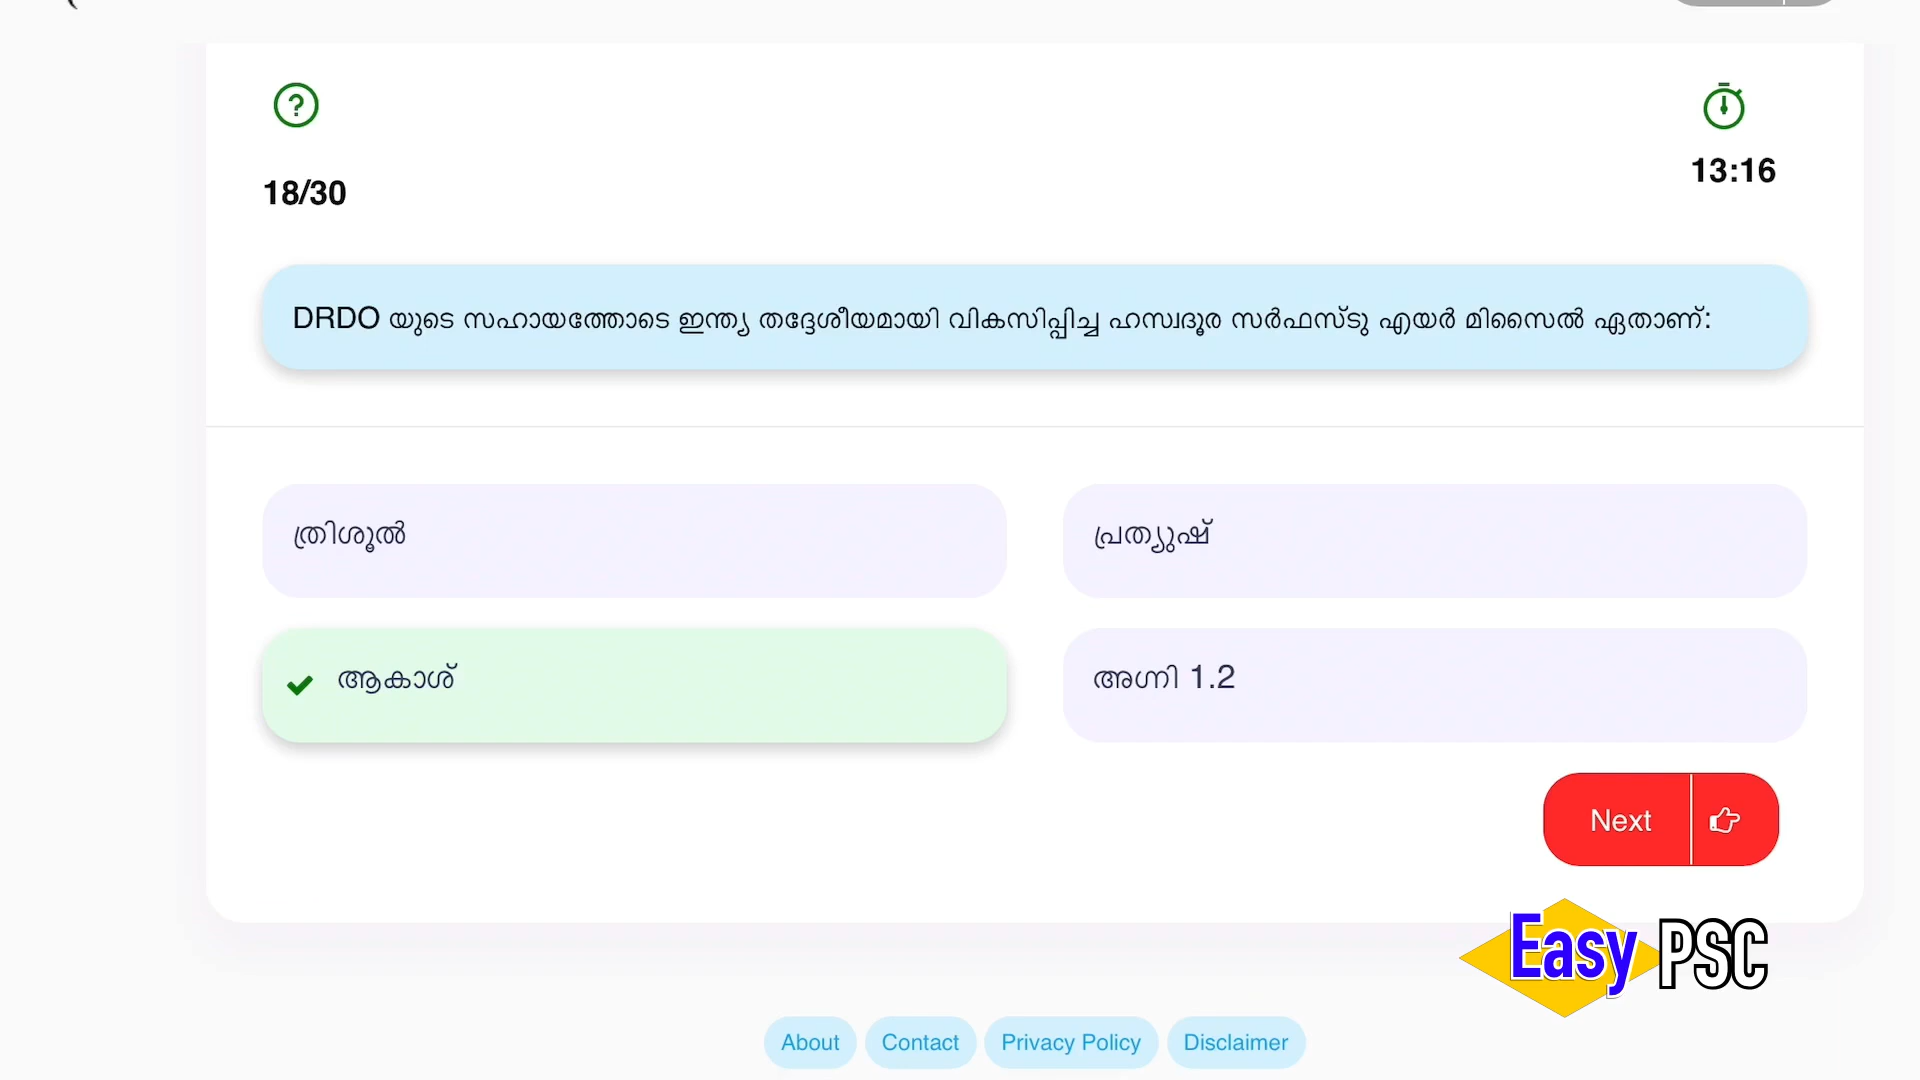 18/30
13:16
DRDO യുടെ സഹായത്തോടെ ഇന്ത്യ തദ്ദേശീയമായി വികസിപ്പിച്ച ഹസ്വദൂര സർഫസ്ടു എയർ മിസൈൽ ഏതാണ്:
ത്രിശൂൽ
പ്രത്യുഷ്
ആകാശ്
അഗ്നി 1.2
Next
Easy PSC
About
Contact
Privacy Policy
Disclaimer